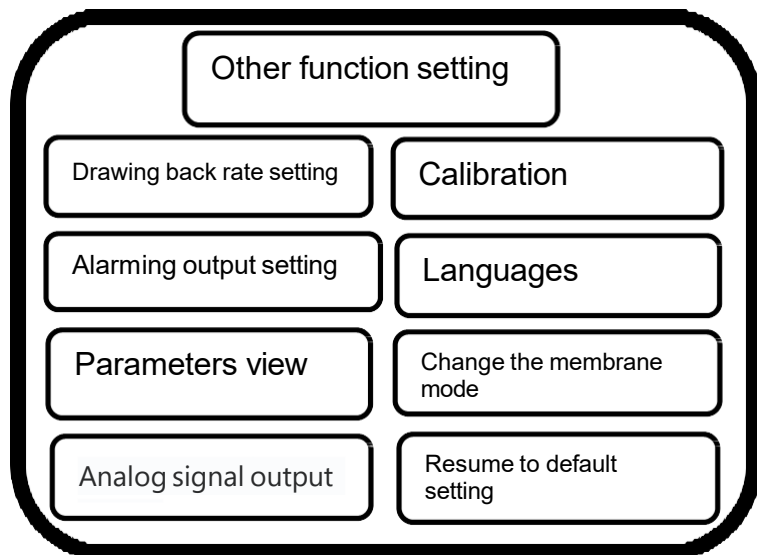 Other function setting
Drawing back rate setting
Calibration
Alarming output setting
Languages
Parameters view
Change the membrane
mode
Analog signal output
Resume to default
setting